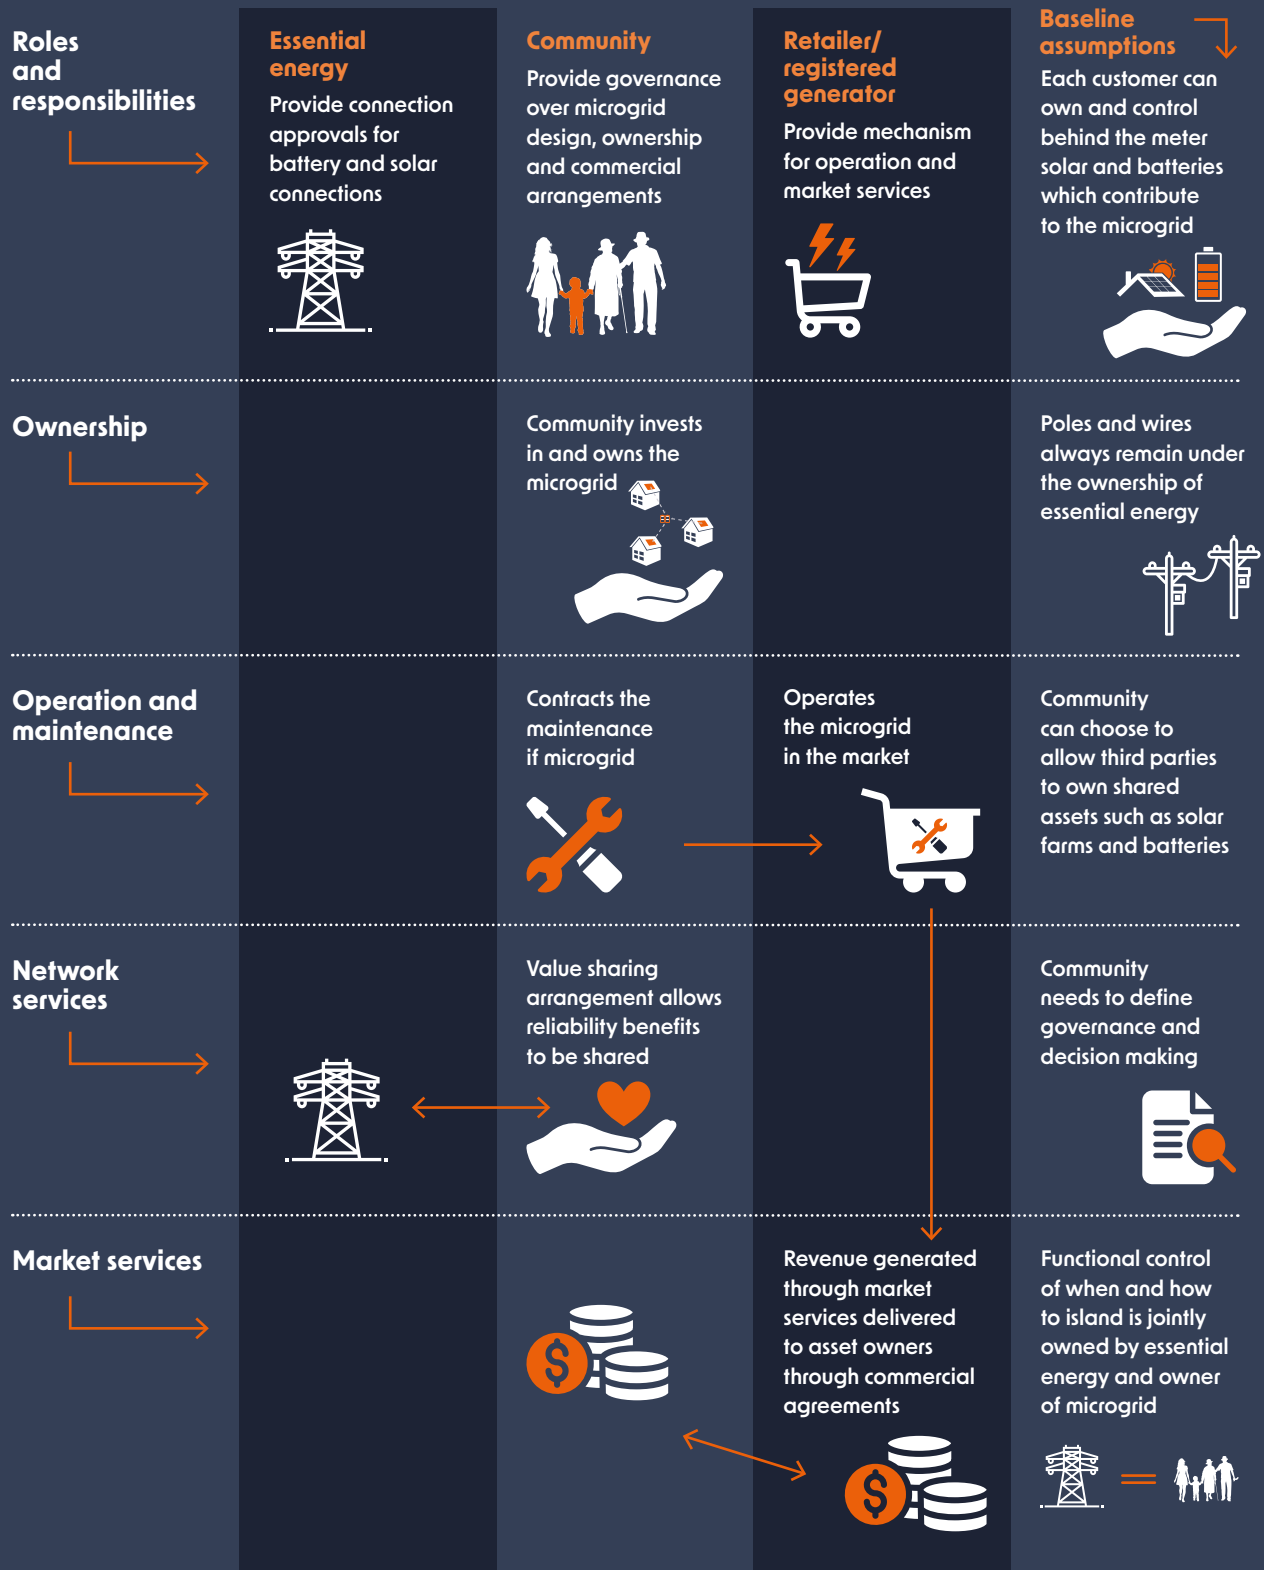 Roles
and
responsibilities
Essential
energy
Provide connection
approvals for
battery and solar
connections
Community
Provide governance
over microgrid
design, ownership
and commercial
arrangements
Retailer/
registered
generator
Provide mechanism
for operation and
market services
Baseline
assumptions
Each customer can
own and control
behind the meter
solar and batteries
which contribute
to the microgrid
Ownership
Community invests
in and owns the
microgrid
Poles and wires
always remain under
the ownership of
essential energy
Operation and
maintenance
Contracts the
maintenance
if microgrid
Operates
the microgrid
in the market
Community
can choose to
allow third parties
to own shared
assets such as solar
farms and batteries
Network
services
Value sharing
arrangement allows
reliability benefits
to be shared
Community
needs to define
governance and
decision making
Market services
$
Revenue generated
through market
services delivered
to asset owners
through commercial
agreements
$
Functional control
of when and how
to island is jointly
owned by essential
energy and owner
of microgrid